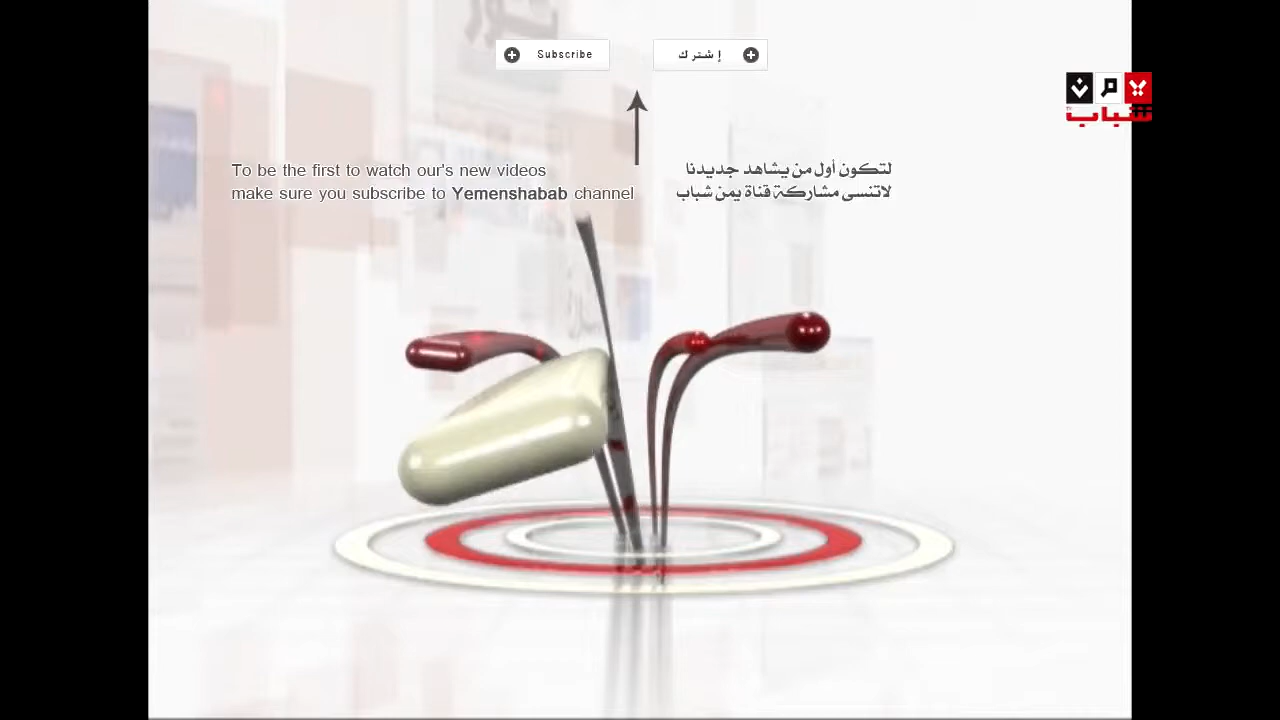 Subscribe
إشترك
To be the first to watch our's new videos
make sure you subscribe to Yemenshabab channel
لتكون أول من يشاهد جديدنا
لاتنسى مشاركة قناة يمن شباب
يمن
شباب